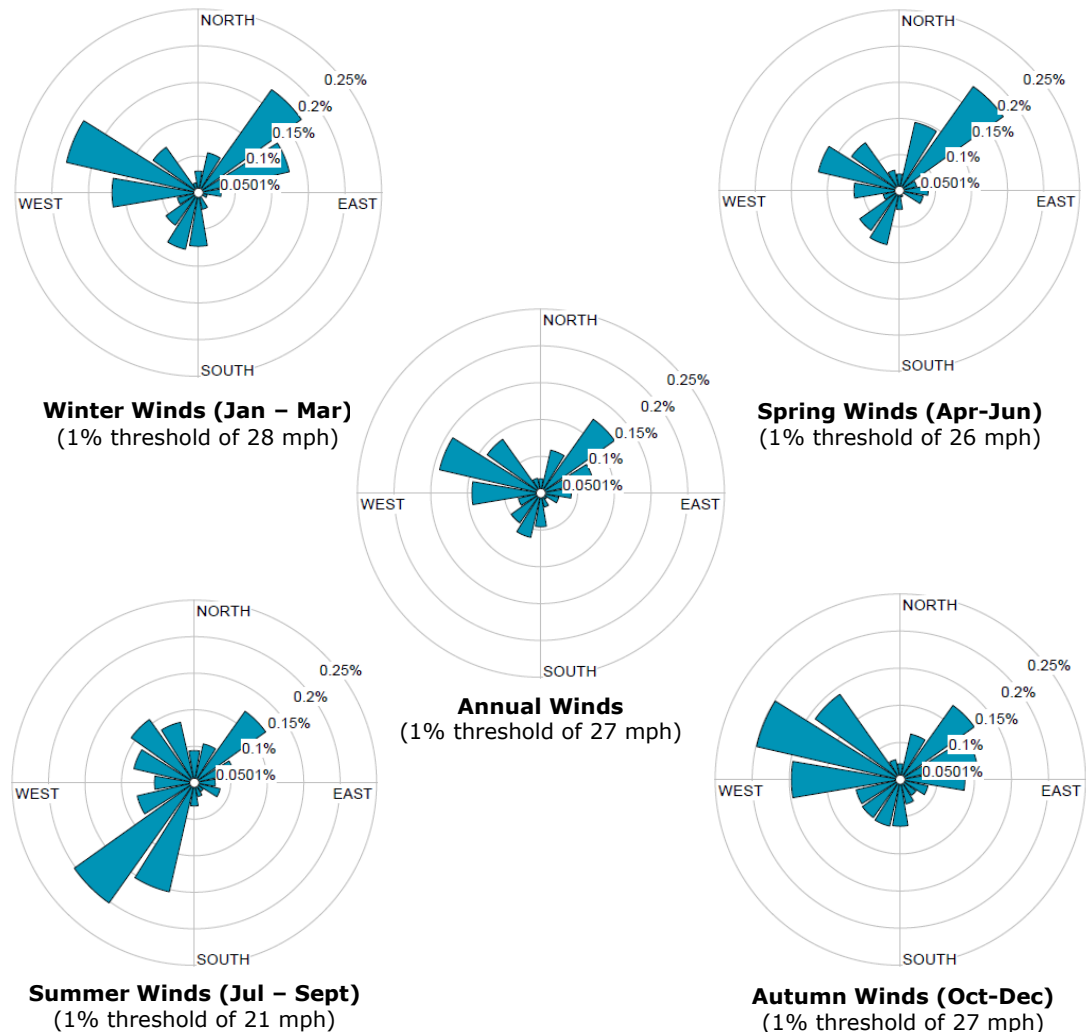 NORTH
0.25%
0.2%
0.15%
0.1%
0.0501%
WEST
EAST
SOUTH
Winter Winds (Jan – Mar)
(1% threshold of 28 mph)
NORTH
0.25%
0.2%
0.15%
0.1%
0.0501%
WEST
EAST
SOUTH
Spring Winds (Apr-Jun)
(1% threshold of 26 mph)
NORTH
0.25%
0.2%
0.15%
0.1%
0.0501%
WEST
EAST
SOUTH
Annual Winds
(1% threshold of 27 mph)
NORTH
0.25%
0.2%
0.15%
0.1%
0.0501%
WEST
EAST
SOUTH
Summer Winds (Jul – Sept)
(1% threshold of 21 mph)
NORTH
0.25%
0.2%
0.15%
0.1%
0.0501%
WEST
EAST
SOUTH
Autumn Winds (Oct-Dec)
(1% threshold of 27 mph)